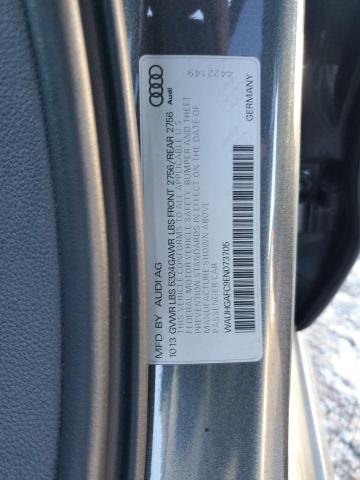 4422149
Audi
GERMANY
MFD BY AUDI AG
10 13 GVWR LBS 5324 GAWR LBS FRONT 2756/REAR 2756
THIS VEHICLE CONFORMS TO ALL APPLICABLE U S
FEDERAL MOTOR VEHICLE SAFETY, BUMPER AND THEFT
PREVENTION STANDARDS IN EFFECT ON THE DATE OF
MANUFACTURE SHOWN ABOVE
PASSENGER CAR
WAUHGAFC9EN073705